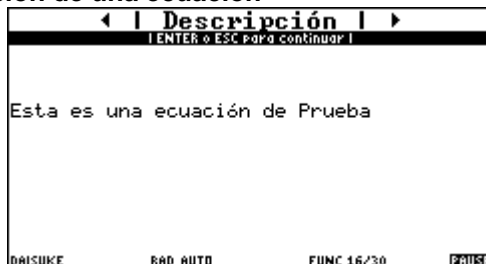 ión de una ecuación
◄ | Descripción | ►
| ENTER o ESC para continuar |
Esta es una ecuación de Prueba
DAISUKE RAD AUTO FUNC 16/30 PAUSE